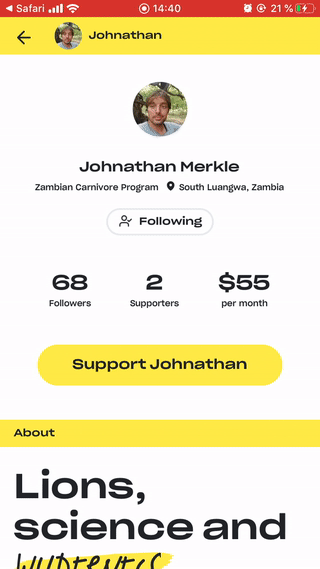 Safari 14:40 21 %
Johnathan
Johnathan Merkle
Zambian Carnivore Program South Luangwa, Zambia
Following
68 2 $55
Followers Supporters per month
Support Johnathan
About
Lions,
science and